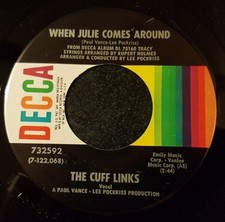 WHEN JULIE COMES AROUND
(Paul Vance-Lee Pockriss)
FROM DECCA ALBUM DL 75160 TRACY
STRINGS ARRANGED BY RUPERT HOLMES
ARRANGED & CONDUCTED BY LEE POCKRISS
DECCA
732592
(7-122,068)
Emily Music
Corp. - Vanlee
Music Corp. (AS)
(2:44)
THE CUFF LINKS
Vocal
A PAUL VANCE - LEE POCKRISS PRODUCTION